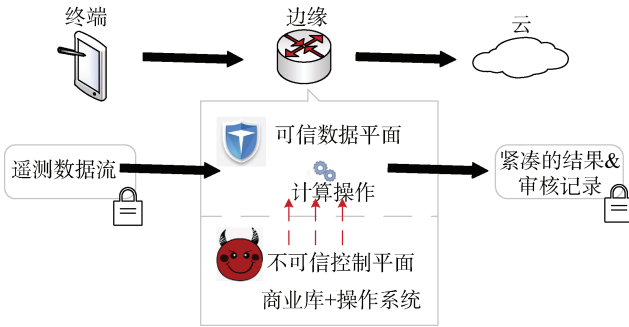 终端
边缘
云
可信数据平面
遥测数据流
计算操作
紧凑的结果&
审核记录
不可信控制平面
商业库+操作系统